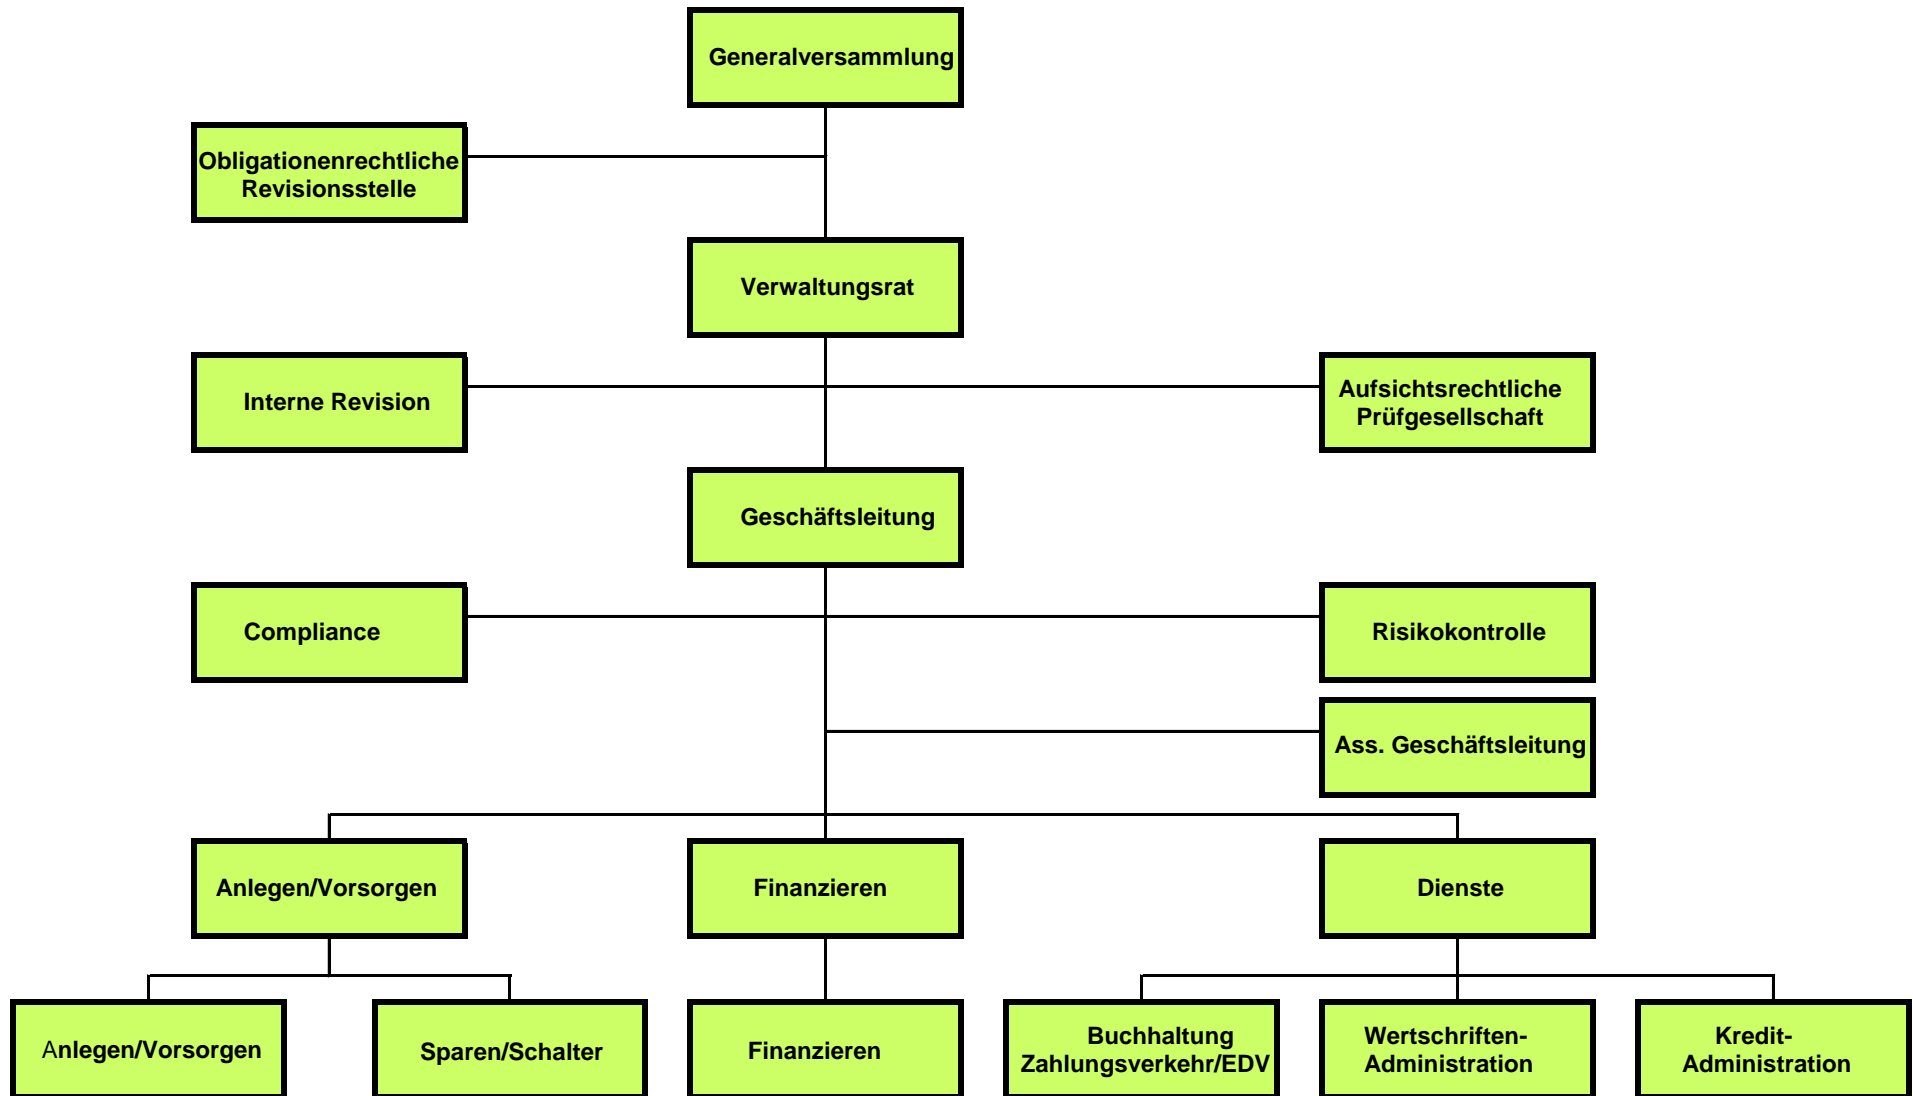 Generalversammlung
Obligationenrechtliche
Revisionsstelle
Verwaltungsrat
Interne Revision
Aufsichtsrechtliche
Prüfgesellschaft
Geschäftsleitung
Compliance
Risikokontrolle
Ass. Geschäftsleitung
Anlegen/Vorsorgen
Finanzieren
Dienste
Anlegen/Vorsorgen
Sparen/Schalter
Finanzieren
Buchhaltung
Zahlungsverkehr/EDV
Wertschriften-
Administration
Kredit-
Administration